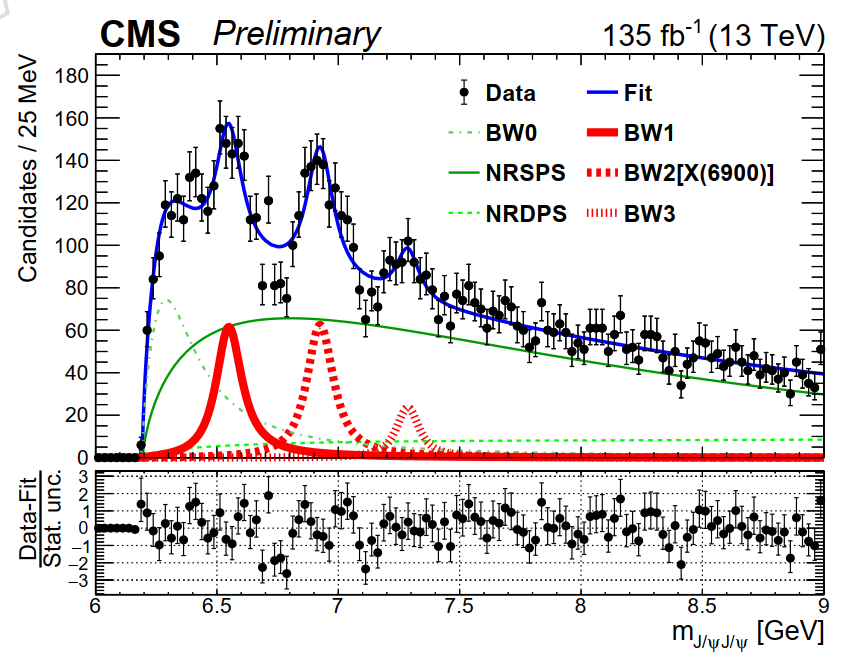 CMS Preliminary 135 fb⁻¹ (13 TeV)
Candidates / 25 MeV
180
160
140
120
100
80
60
40
20
0
Data Fit
BW0 BW1
NRSPS BW2[X(6900)]
NRDPS BW3
Data-Fit
Stat. unc.
3
2
1
0
−1
−2
−3
6 6.5 7 7.5 8 8.5 9
m_J/ψJ/ψ [GeV]